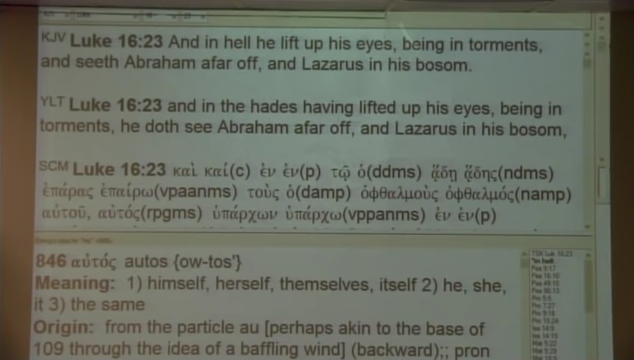 KJV Luke 16:23 And in hell he lift up his eyes, being in torments,
and seeth Abraham afar off, and Lazarus in his bosom.
YLT Luke 16:23 and in the hades having lifted up his eyes, being in
torments, he doth see Abraham afar off, and Lazarus in his bosom,
SCM Luke 16:23 καὶ καί(c) ἐν ἐν(p) τῷ ὁ(ddms) ᾅδῃ ᾅδης(ndms)
ἐπάρας ἐπαίρω(vpaanms) τοὺς ὁ(damp) ὀφθαλμοὺς ὀφθαλμός(namp)
αὐτοῦ, αὐτός(rpgms) ὑπάρχων ὑπάρχω(vppanms) ἐν ἐν(p)
846 αὐτός autos {ow-tos'}
Meaning: 1) himself, herself, themselves, itself 2) he, she,
it 3) the same
Origin: from the particle au [perhaps akin to the base of
109 through the idea of a baffling wind] (backward);; pron
TSK Luk 16:23
"in hell.